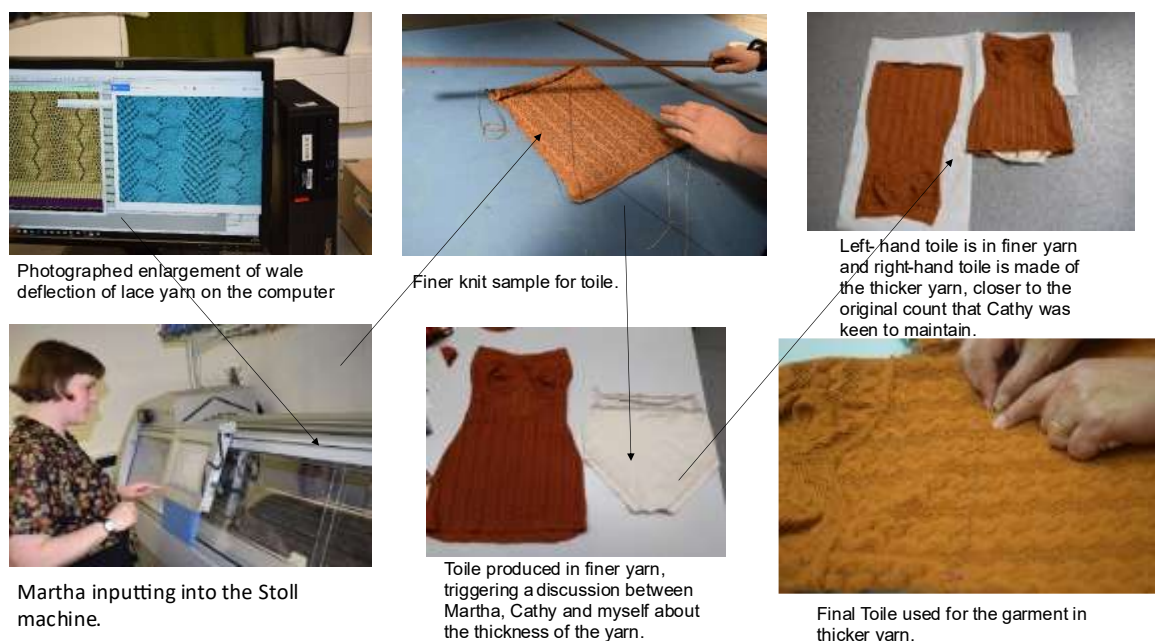 Photographed enlargement of wale
deflection of lace yarn on the computer
Martha inputting into the Stoll
machine.
Finer knit sample for toile.
Toile produced in finer yarn,
triggering a discussion between
Martha, Cathy and myself about
the thickness of the yarn.
Left- hand toile is in finer yarn
and right-hand toile is made of
the thicker yarn, closer to the
original count that Cathy was
keen to maintain.
Final Toile used for the garment in
thicker yarn.